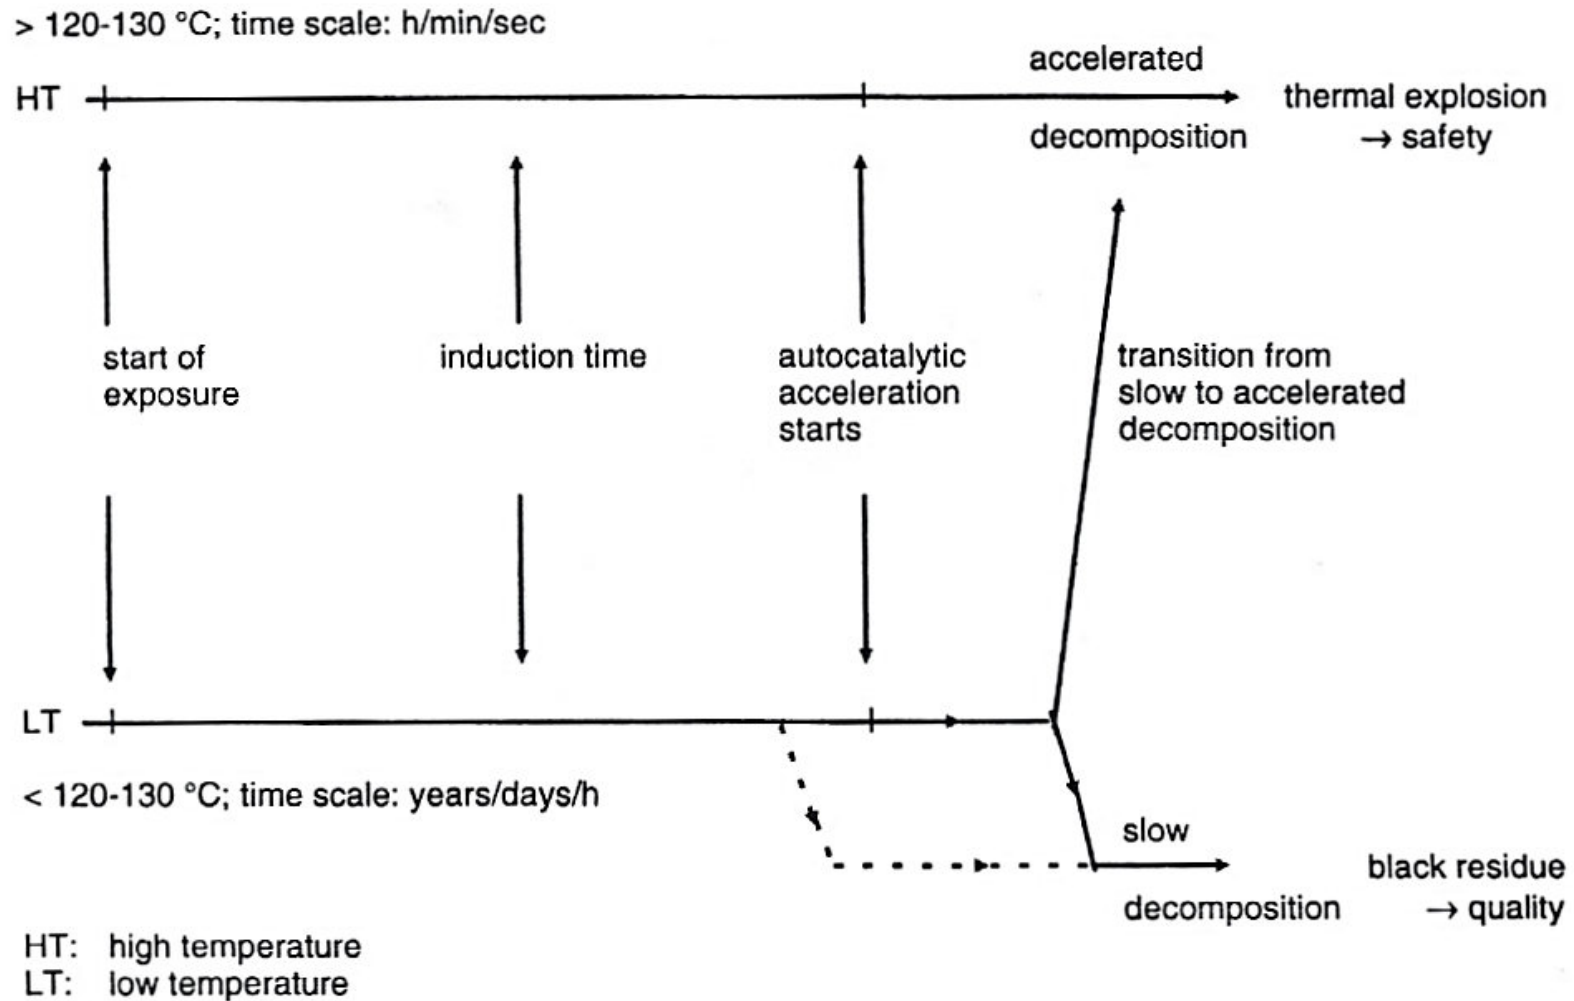 > 120-130 °C; time scale: h/min/sec
accelerated
HT
thermal explosion
decomposition
→ safety
start of
exposure
induction time
autocatalytic
acceleration
starts
transition from
slow to accelerated
decomposition
LT
< 120-130 °C; time scale: years/days/h
slow
black residue
decomposition
→ quality
HT: high temperature
LT: low temperature